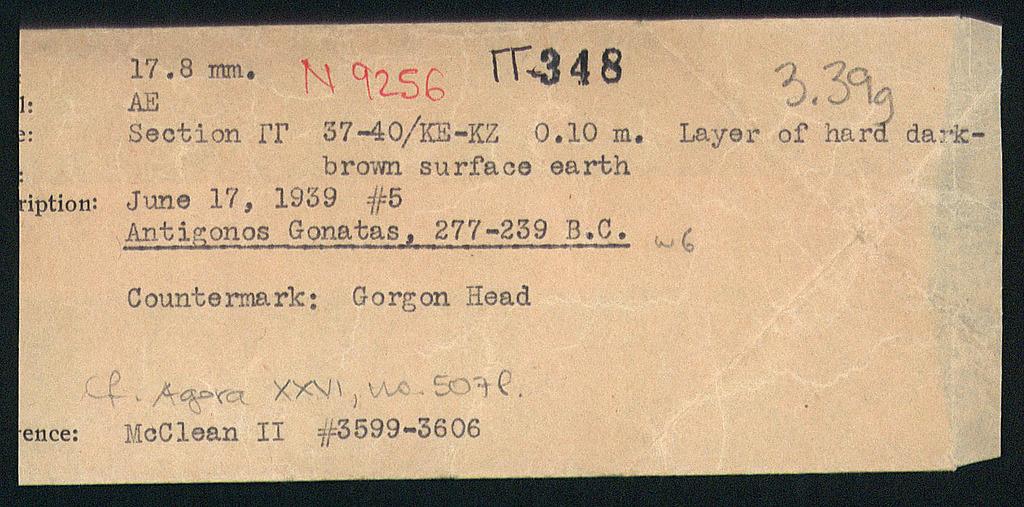 17.8 mm. N 9256 ΓΓ-348 3.39g
l: AE
e: Section ΓΓ 37-40/KE-KZ 0.10 m. Layer of hard dark-
: brown surface earth
ription: June 17, 1939 #5
Antigonos Gonatas, 277-239 B.C. w6
Countermark: Gorgon Head
Cf. Agora XXVI, no. 507l.
ence: McClean II #3599-3606